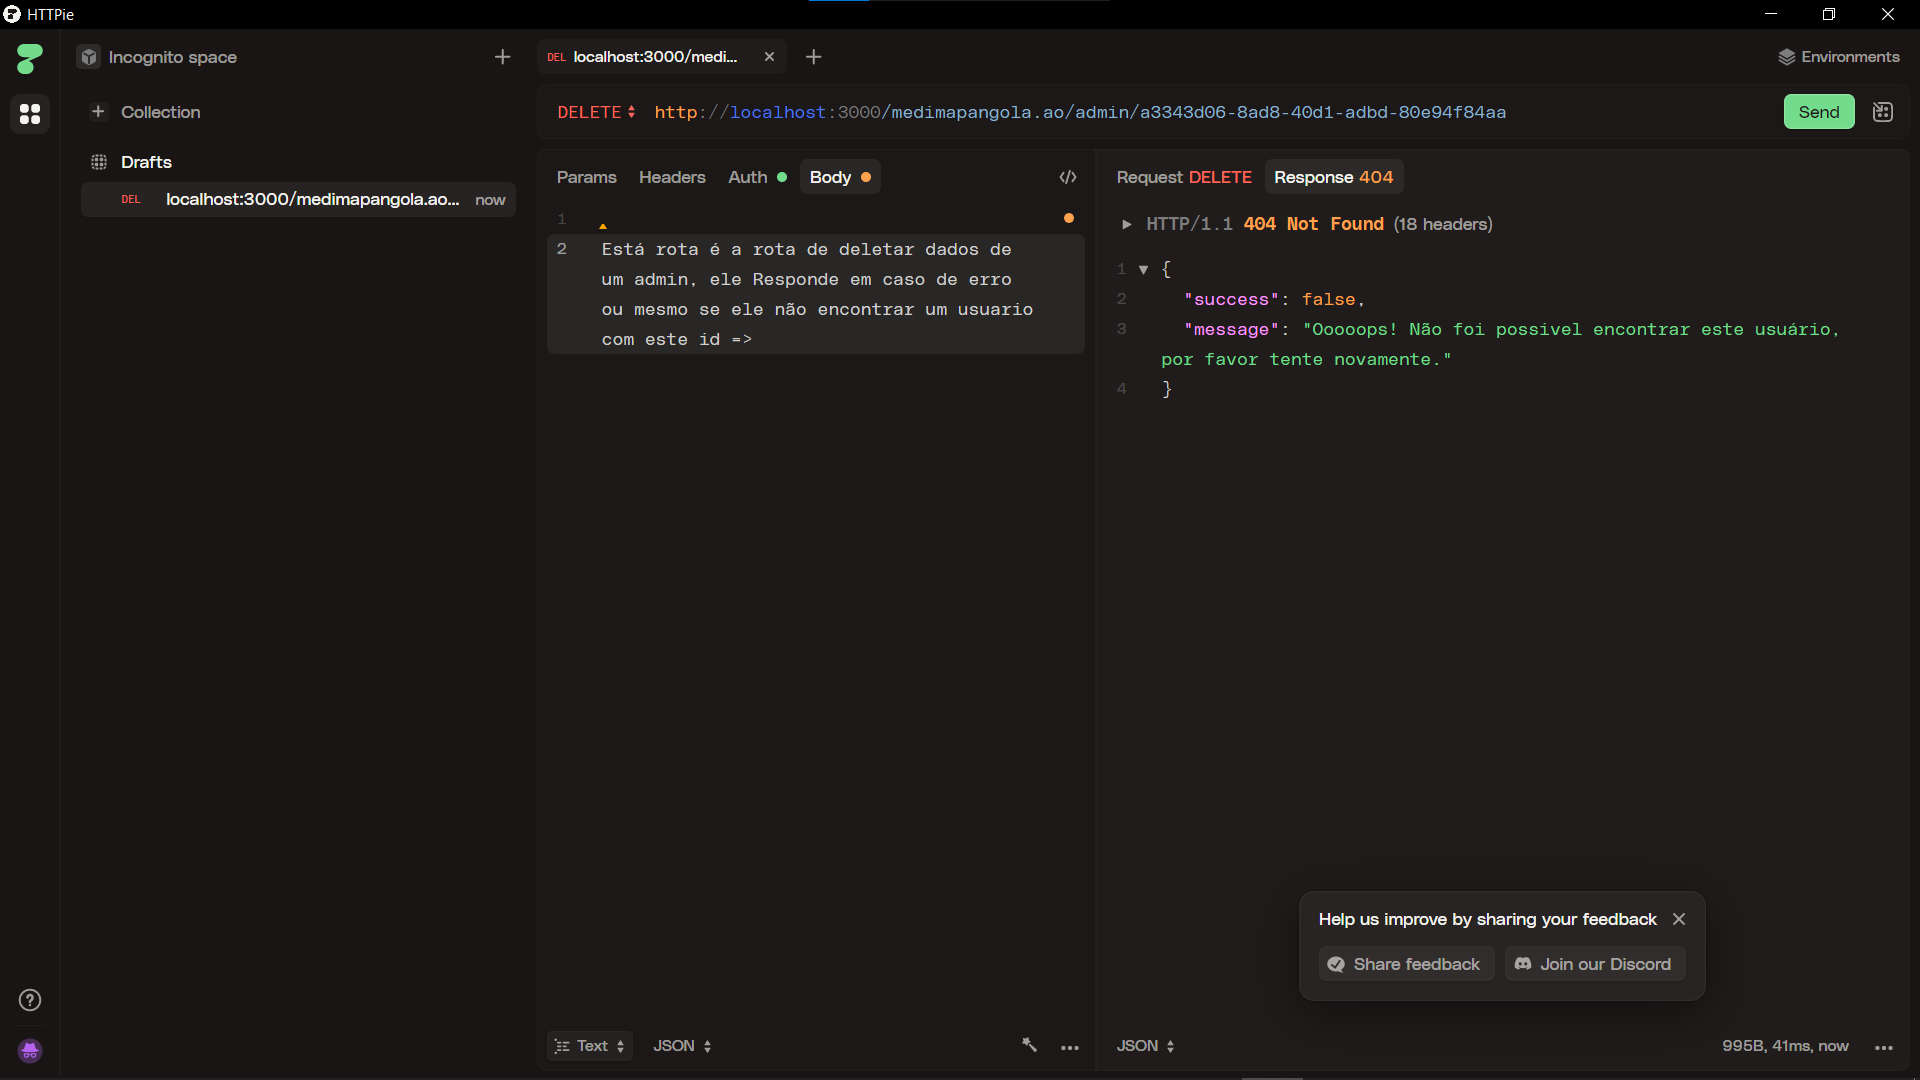 HTTPie
Incognito space
DEL localhost:3000/medi...
Environments
Collection
DELETE http://localhost:3000/medimapangola.ao/admin/a3343d06-8ad8-40d1-adbd-80e94f84aa
Send
Drafts
DEL localhost:3000/medimapangola.ao... now
Params Headers Auth Body
Request DELETE Response 404
1
2 Está rota é a rota de deletar dados de
um admin, ele Responde em caso de erro
ou mesmo se ele não encontrar um usuario
com este id =>
HTTP/1.1 404 Not Found (18 headers)
1 {
2 "success": false,
3 "message": "Ooooops! Não foi possivel encontrar este usuário,
por favor tente novamente."
4 }
Help us improve by sharing your feedback
Share feedback
Join our Discord
Text JSON
JSON
995B, 41ms, now